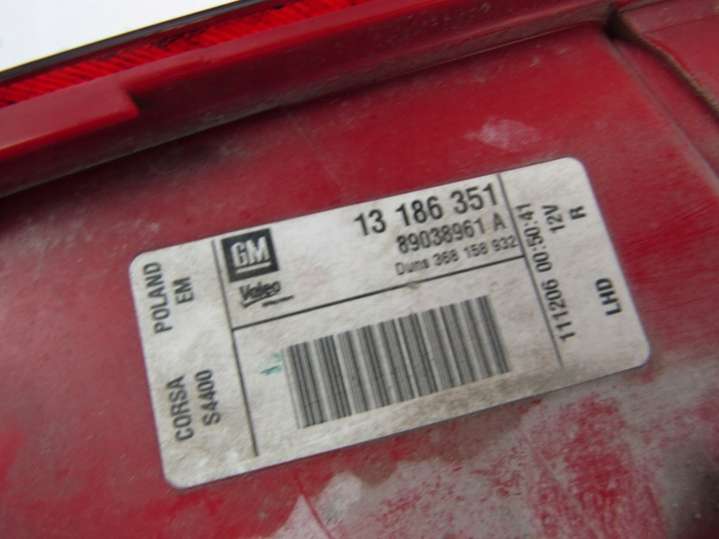 CORSA POLAND
S4400 EM
GM
13 186 351
89038961 A
Duns 368 158 932
Valeo
111206 00:50:41
12V
R
LHD